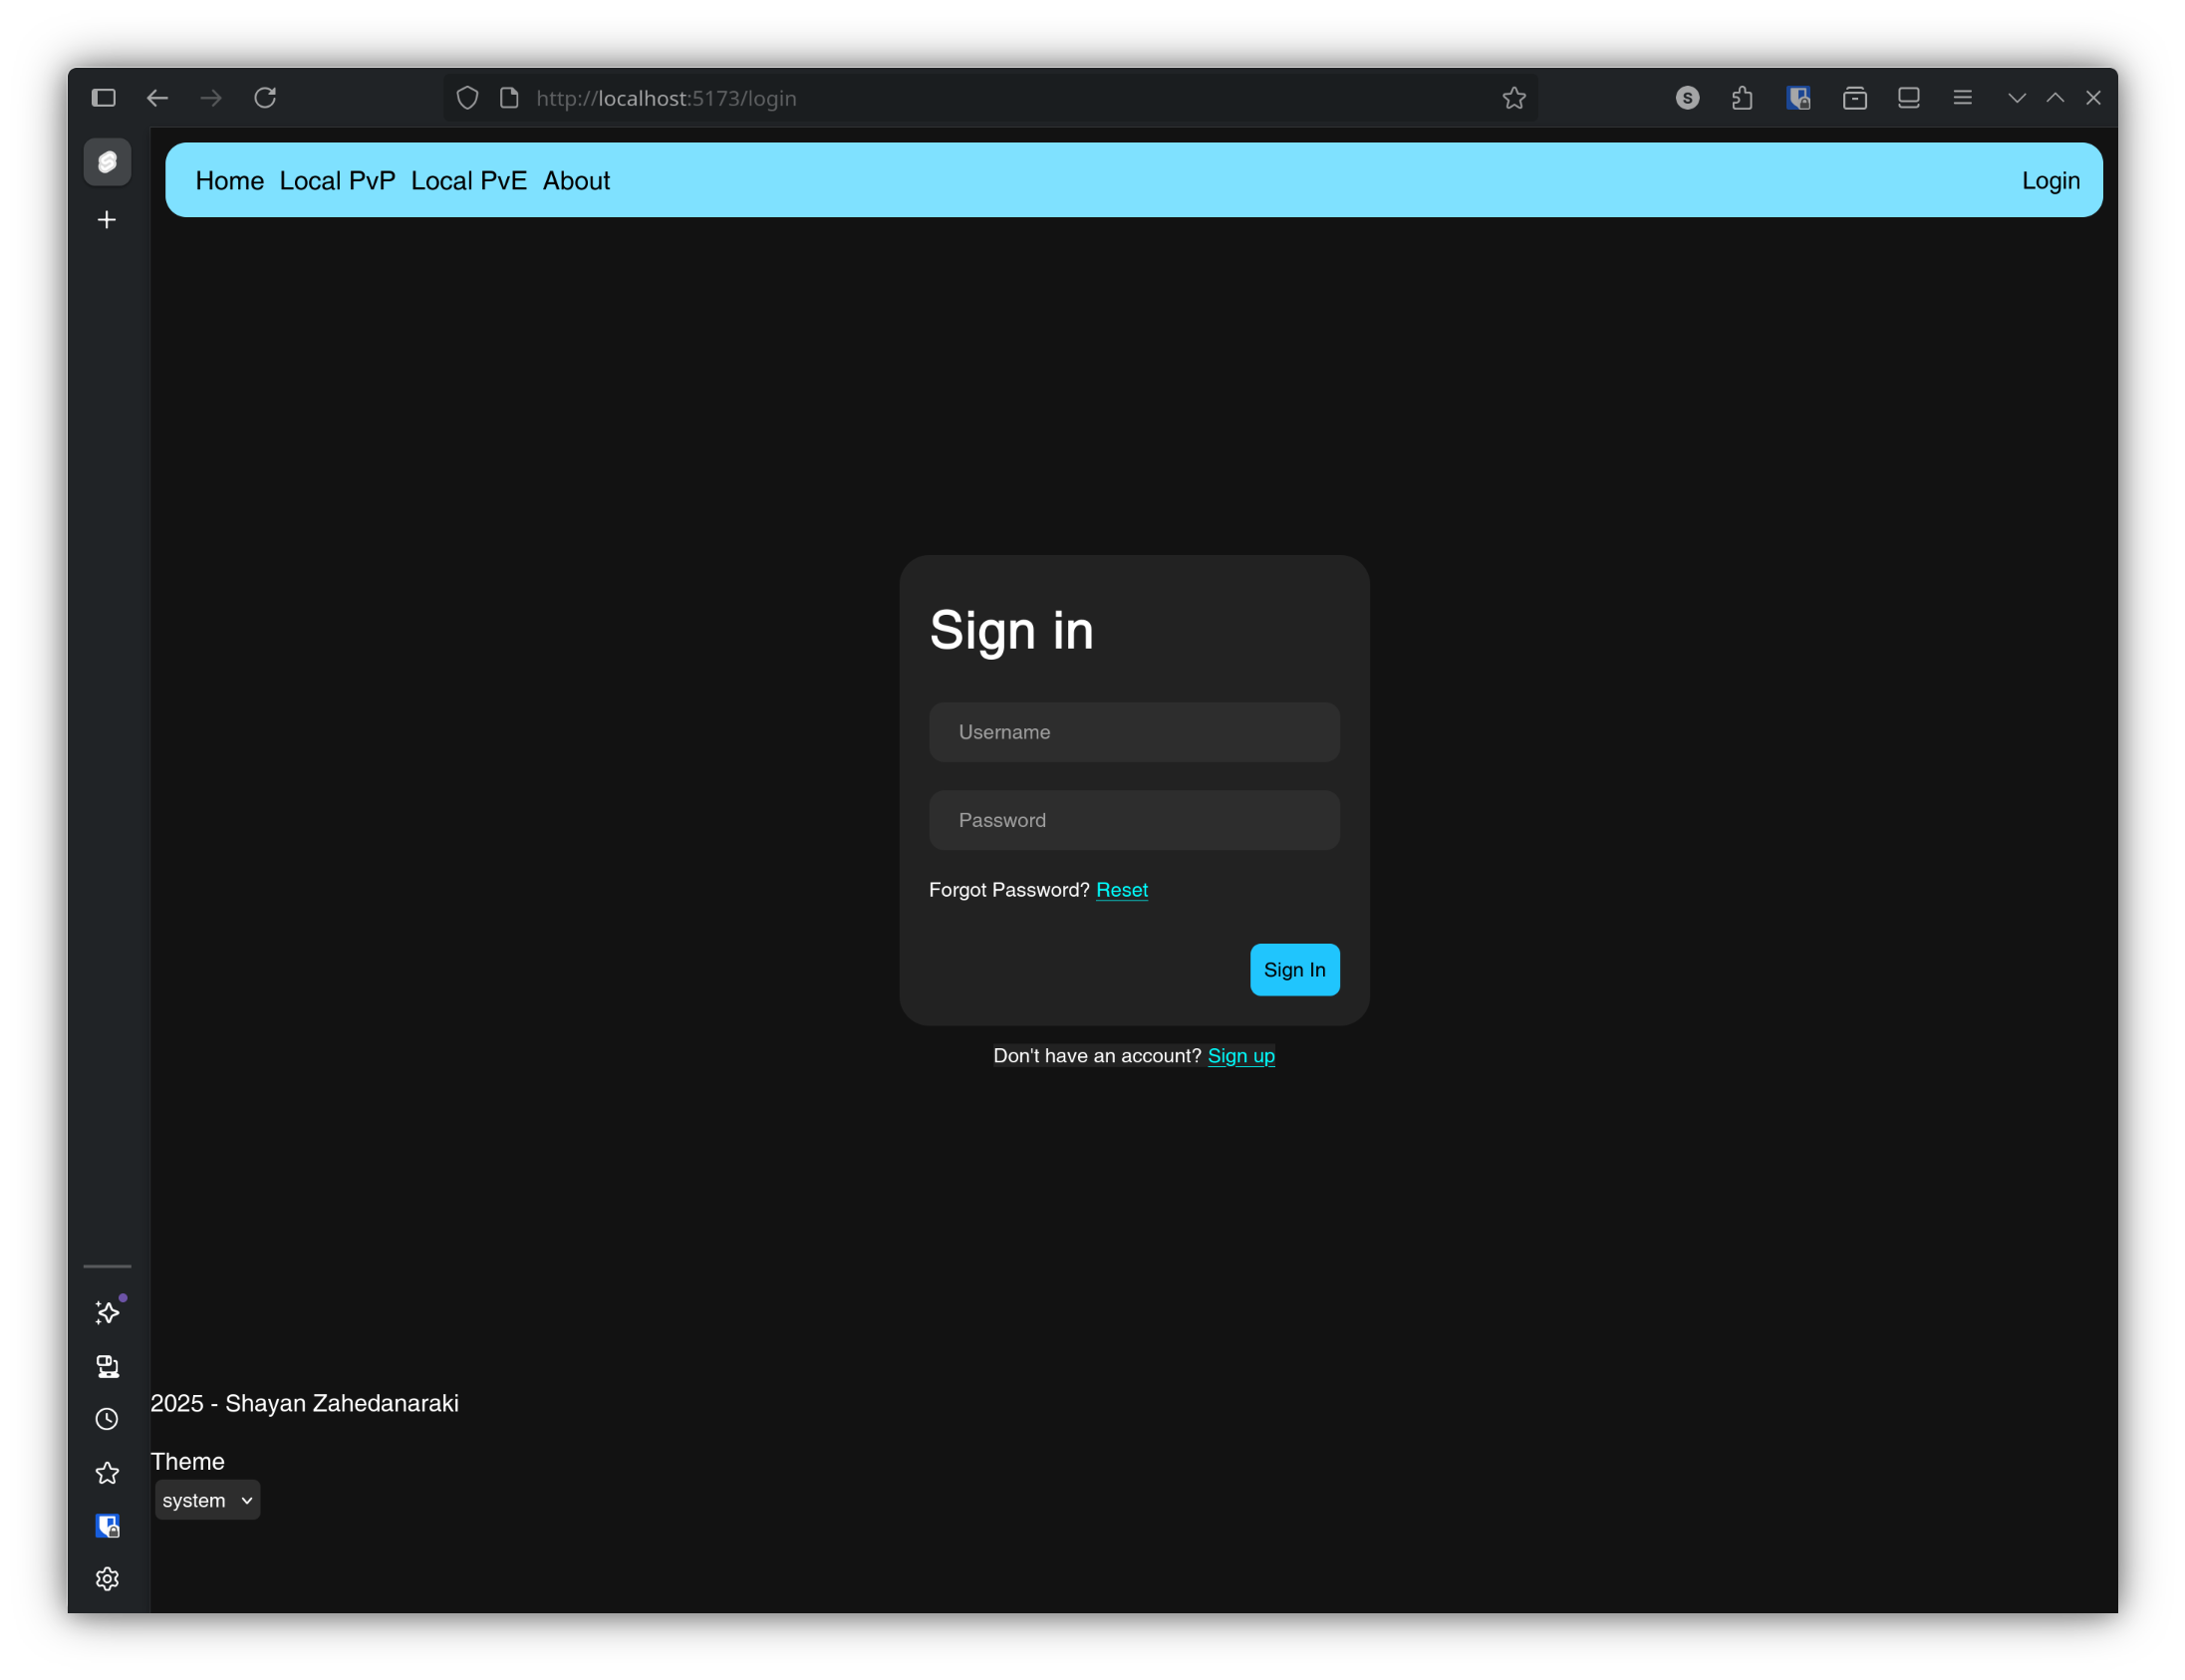 http://localhost:5173/login
S
Home Local PvP Local PvE About Login
Sign in
Username
Password
Forgot Password? Reset
Sign In
Don't have an account? Sign up
2025 - Shayan Zahedanaraki
Theme
system